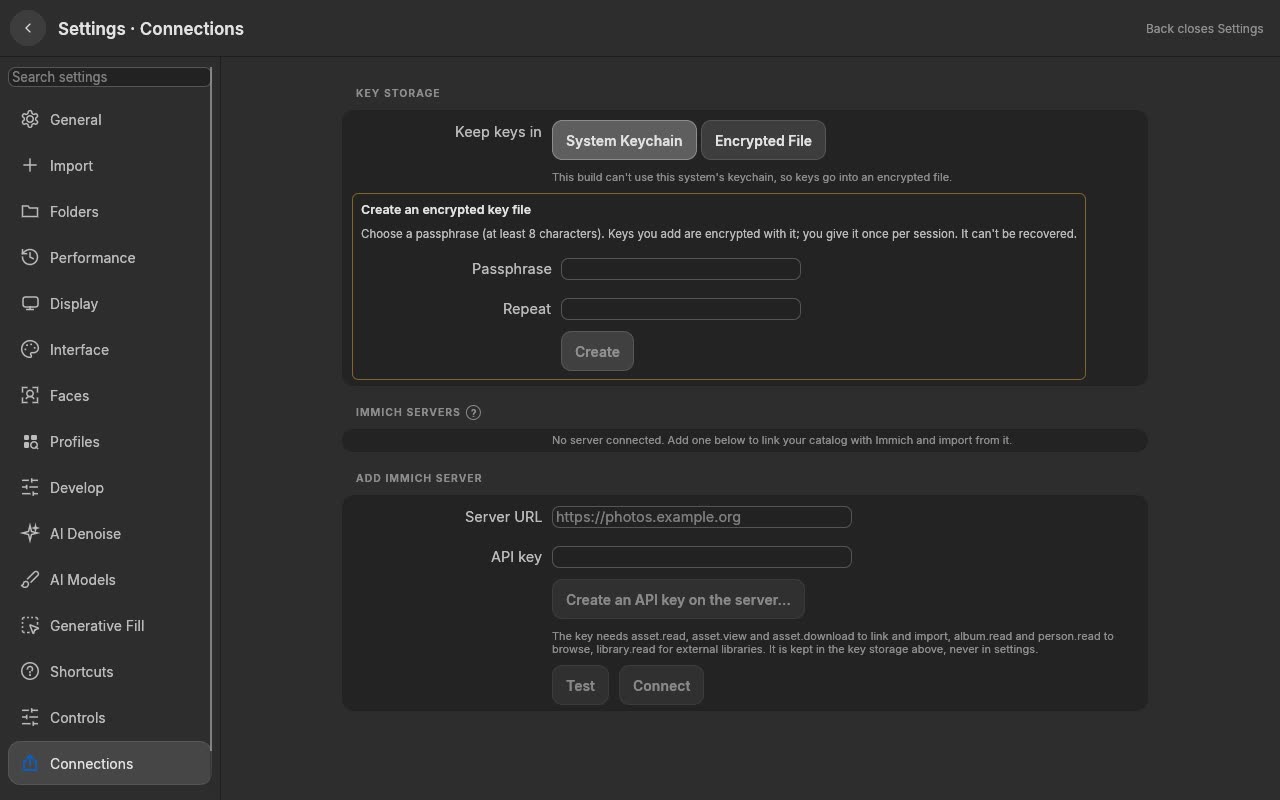 Settings · Connections
Back closes Settings
Search settings
General
Import
Folders
Performance
Display
Interface
Faces
Profiles
Develop
AI Denoise
AI Models
Generative Fill
Shortcuts
Controls
Connections
KEY STORAGE
Keep keys in
System Keychain
Encrypted File
This build can't use this system's keychain, so keys go into an encrypted file.
Create an encrypted key file
Choose a passphrase (at least 8 characters). Keys you add are encrypted with it; you give it once per session. It can't be recovered.
Passphrase
Repeat
Create
IMMICH SERVERS ?
No server connected. Add one below to link your catalog with Immich and import from it.
ADD IMMICH SERVER
Server URL https://photos.example.org
API key
Create an API key on the server...
The key needs asset.read, asset.view and asset.download to link and import, album.read and person.read to
browse, library.read for external libraries. It is kept in the key storage above, never in settings.
Test
Connect